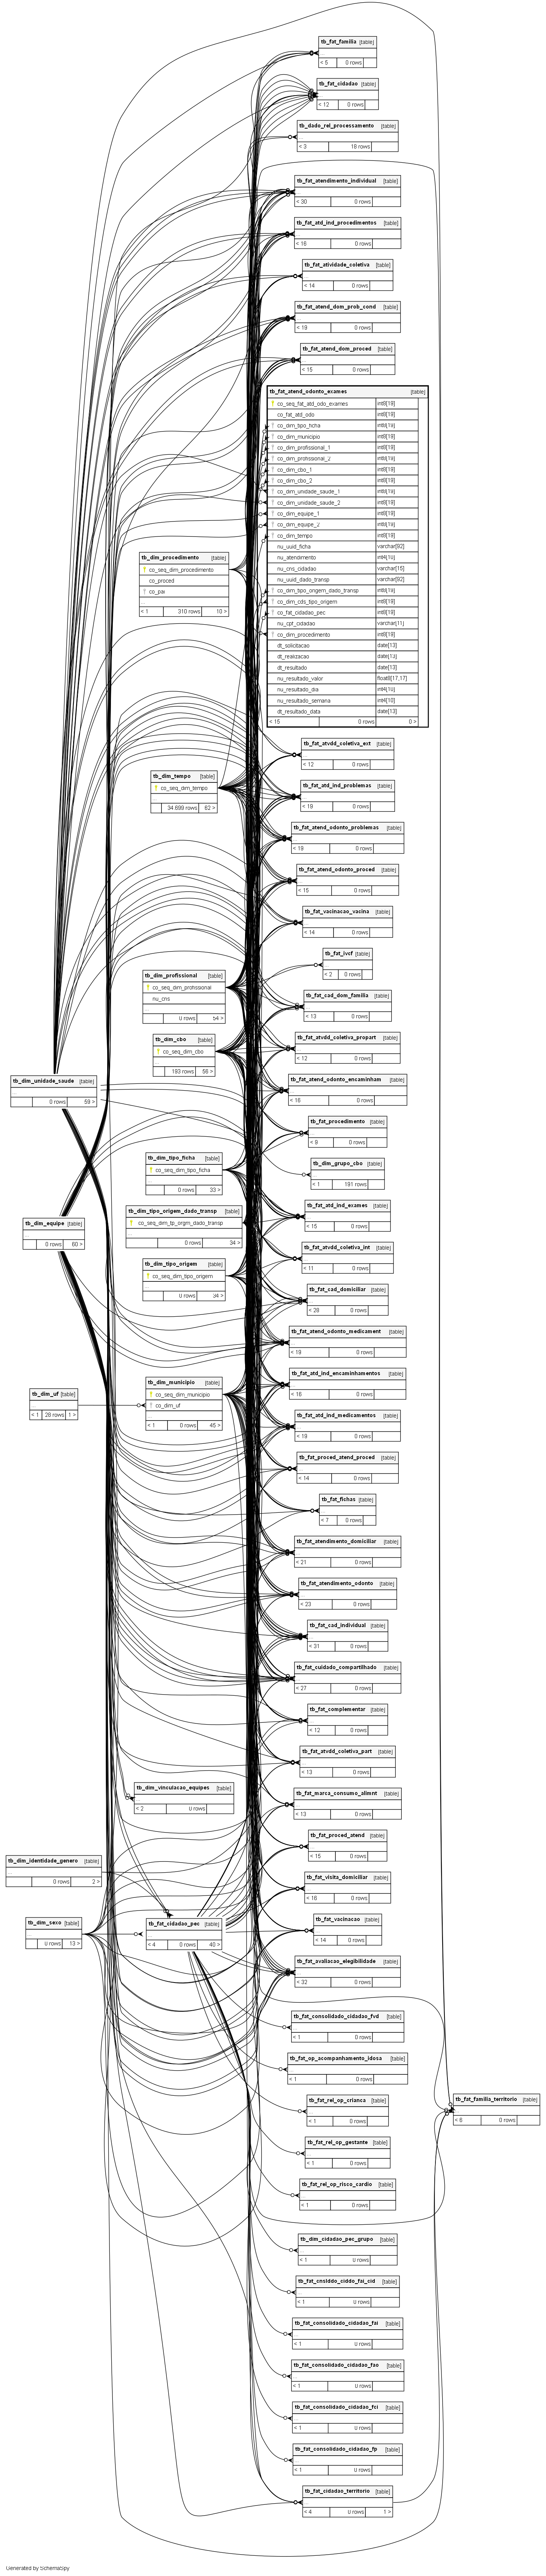 tb_fat_familia [table]
...
< 5 0 rows
tb_fat_cidadao [table]
...
< 12 0 rows
tb_dado_rel_processamento [table]
...
< 3 18 rows
tb_fat_atendimento_individual [table]
...
< 30 0 rows
tb_fat_atd_ind_procedimentos [table]
...
< 16 0 rows
tb_fat_atividade_coletiva [table]
...
< 14 0 rows
tb_fat_atend_dom_prob_cond [table]
...
< 19 0 rows
tb_fat_atend_dom_proced [table]
...
< 15 0 rows
tb_fat_atend_odonto_exames [table]
co_seq_fat_atd_odo_exames int8[19]
co_fat_atd_odo int8[19]
co_dim_tipo_ficha int8[19]
co_dim_municipio int8[19]
co_dim_profissional_1 int8[19]
co_dim_profissional_2 int8[19]
co_dim_cbo_1 int8[19]
co_dim_cbo_2 int8[19]
co_dim_unidade_saude_1 int8[19]
co_dim_unidade_saude_2 int8[19]
co_dim_equipe_1 int8[19]
co_dim_equipe_2 int8[19]
co_dim_tempo int8[19]
nu_uuid_ficha varchar[92]
nu_atendimento int4[10]
nu_cns_cidadao varchar[15]
nu_uuid_dado_transp varchar[92]
co_dim_tipo_origem_dado_transp int8[19]
co_dim_cds_tipo_origem int8[19]
co_fat_cidadao_pec int8[19]
nu_cpf_cidadao varchar[11]
co_dim_procedimento int8[19]
dt_solicitacao date[13]
dt_realizacao date[13]
dt_resultado date[13]
nu_resultado_valor float8[17,17]
nu_resultado_dia int4[10]
nu_resultado_semana int4[10]
dt_resultado_data date[13]
< 15 0 rows 0 >
tb_dim_procedimento [table]
co_seq_dim_procedimento
co_proced
co_pai
...
< 1 310 rows 10 >
tb_fat_atvdd_coletiva_ext [table]
...
< 12 0 rows
tb_dim_tempo [table]
co_seq_dim_tempo
...
34.699 rows 62 >
tb_fat_atd_ind_problemas [table]
...
< 19 0 rows
tb_fat_atend_odonto_problemas [table]
...
< 19 0 rows
tb_fat_atend_odonto_proced [table]
...
< 15 0 rows
tb_fat_vacinacao_vacina [table]
...
< 14 0 rows
tb_fat_ivcf [table]
...
< 2 0 rows
tb_dim_profissional [table]
co_seq_dim_profissional
nu_cns
...
0 rows 54 >
tb_fat_cad_dom_familia [table]
...
< 13 0 rows
tb_dim_cbo [table]
co_seq_dim_cbo
...
193 rows 56 >
tb_fat_atvdd_coletiva_propart [table]
...
< 12 0 rows
tb_dim_unidade_saude [table]
...
0 rows 59 >
tb_fat_atend_odonto_encaminham [table]
...
< 16 0 rows
tb_fat_procedimento [table]
...
< 9 0 rows
tb_dim_tipo_ficha [table]
co_seq_dim_tipo_ficha
...
0 rows 33 >
tb_dim_grupo_cbo [table]
...
< 1 191 rows
tb_dim_tipo_origem_dado_transp [table]
co_seq_dim_tp_orgm_dado_transp
...
0 rows 34 >
tb_fat_atd_ind_exames [table]
...
< 15 0 rows
tb_dim_equipe [table]
...
0 rows 60 >
tb_fat_atvdd_coletiva_int [table]
...
< 11 0 rows
tb_dim_tipo_origem [table]
co_seq_dim_tipo_origem
...
0 rows 34 >
tb_fat_cad_domiciliar [table]
...
< 28 0 rows
tb_fat_atend_odonto_medicament [table]
...
< 19 0 rows
tb_dim_uf [table]
...
< 1 28 rows 1 >
tb_dim_municipio [table]
co_seq_dim_municipio
co_dim_uf
...
< 1 0 rows 45 >
tb_fat_atd_ind_encaminhamentos [table]
...
< 16 0 rows
tb_fat_atd_ind_medicamentos [table]
...
< 19 0 rows
tb_fat_proced_atend_proced [table]
...
< 14 0 rows
tb_fat_fichas [table]
...
< 7 0 rows
tb_fat_atendimento_domiciliar [table]
...
< 21 0 rows
tb_fat_atendimento_odonto [table]
...
< 23 0 rows
tb_fat_cad_individual [table]
...
< 31 0 rows
tb_fat_cuidado_compartilhado [table]
...
< 27 0 rows
tb_fat_complementar [table]
...
< 12 0 rows
tb_fat_atvdd_coletiva_part [table]
...
< 13 0 rows
tb_dim_vinculacao_equipes [table]
...
< 2 0 rows
tb_fat_marca_consumo_alimnt [table]
...
< 13 0 rows
tb_fat_proced_atend [table]
...
< 15 0 rows
tb_dim_identidade_genero [table]
...
0 rows 2 >
tb_fat_visita_domiciliar [table]
...
< 16 0 rows
tb_dim_sexo [table]
...
0 rows 13 >
tb_fat_cidadao_pec [table]
...
< 4 0 rows 40 >
tb_fat_vacinacao [table]
...
< 14 0 rows
tb_fat_avaliacao_elegibilidade [table]
...
< 32 0 rows
tb_fat_consolidado_cidadao_fvd [table]
...
< 1 0 rows
tb_fat_op_acompanhamento_idosa [table]
...
< 1 0 rows
tb_fat_rel_op_crianca [table]
...
< 1 0 rows
tb_fat_familia_territorio [table]
...
< 6 0 rows
tb_fat_rel_op_gestante [table]
...
< 1 0 rows
tb_fat_rel_op_risco_cardio [table]
...
< 1 0 rows
tb_dim_cidadao_pec_grupo [table]
...
< 1 0 rows
tb_fat_cnslddo_ciddo_fai_cid [table]
...
< 1 0 rows
tb_fat_consolidado_cidadao_fai [table]
...
< 1 0 rows
tb_fat_consolidado_cidadao_fao [table]
...
< 1 0 rows
tb_fat_consolidado_cidadao_fci [table]
...
< 1 0 rows
tb_fat_consolidado_cidadao_fp [table]
...
< 1 0 rows
tb_fat_cidadao_territorio [table]
...
< 4 0 rows 1 >
Generated by SchemaSpy